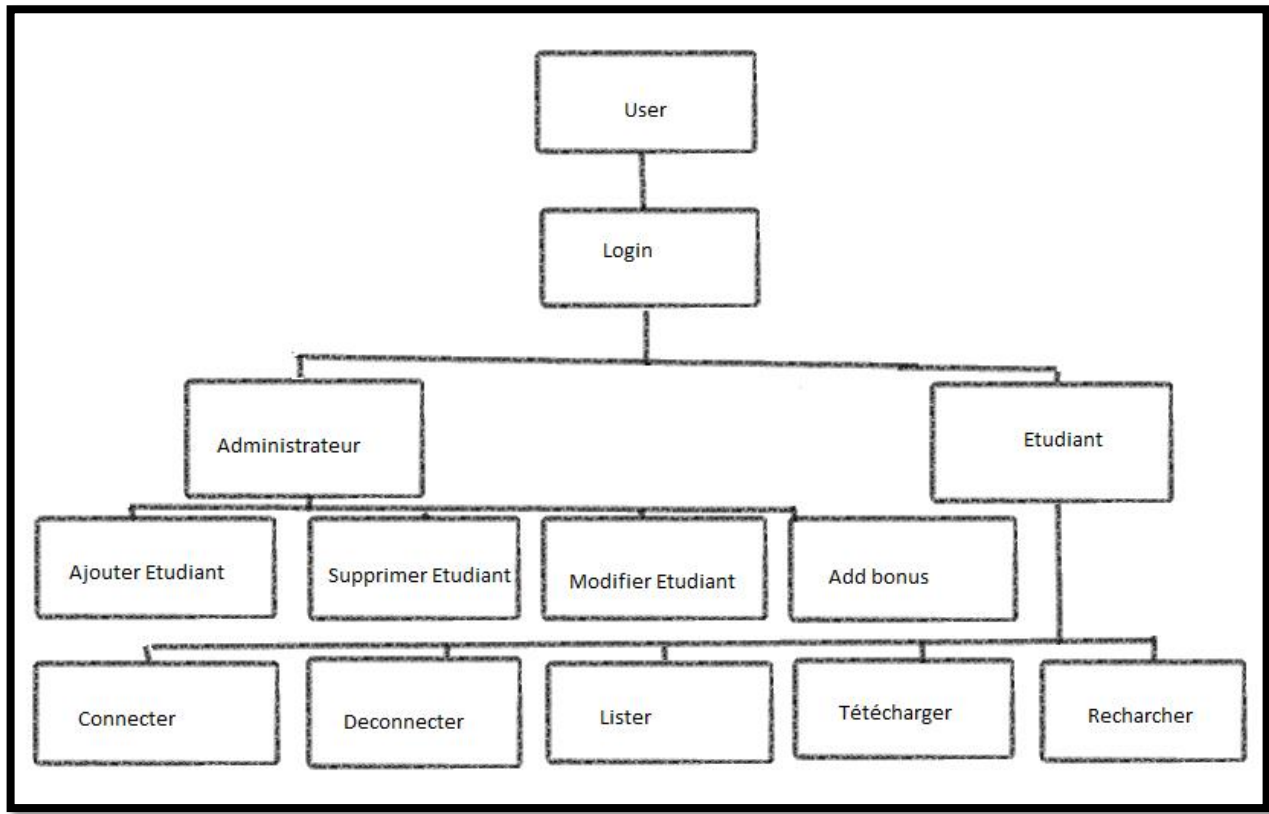 User
Login
Administrateur
Etudiant
Ajouter Etudiant
Supprimer Etudiant
Modifier Etudiant
Add bonus
Connecter
Deconnecter
Lister
Tétécharger
Recharcher